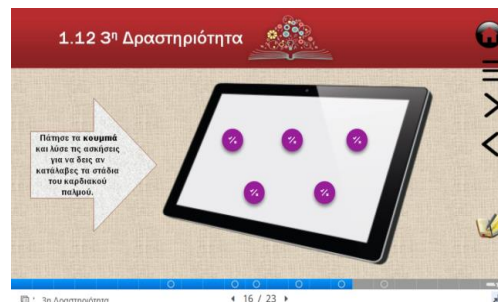 1.12 3η Δραστηριότητα
Πάτησε τα κουμπιά
και λύσε τις ασκήσεις
για να δεις αν
κατάλαβες τα στάδια
του καρδιακού
παλμού.
3η Δραστηριότητα
16 / 23